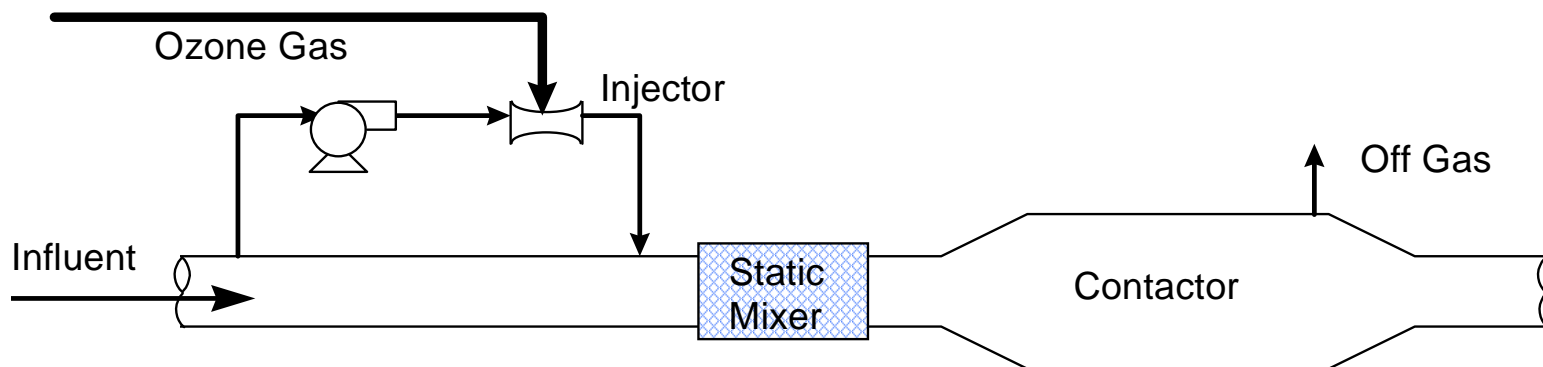 Ozone Gas
Injector
Off Gas
Influent
Static
Mixer
Contactor